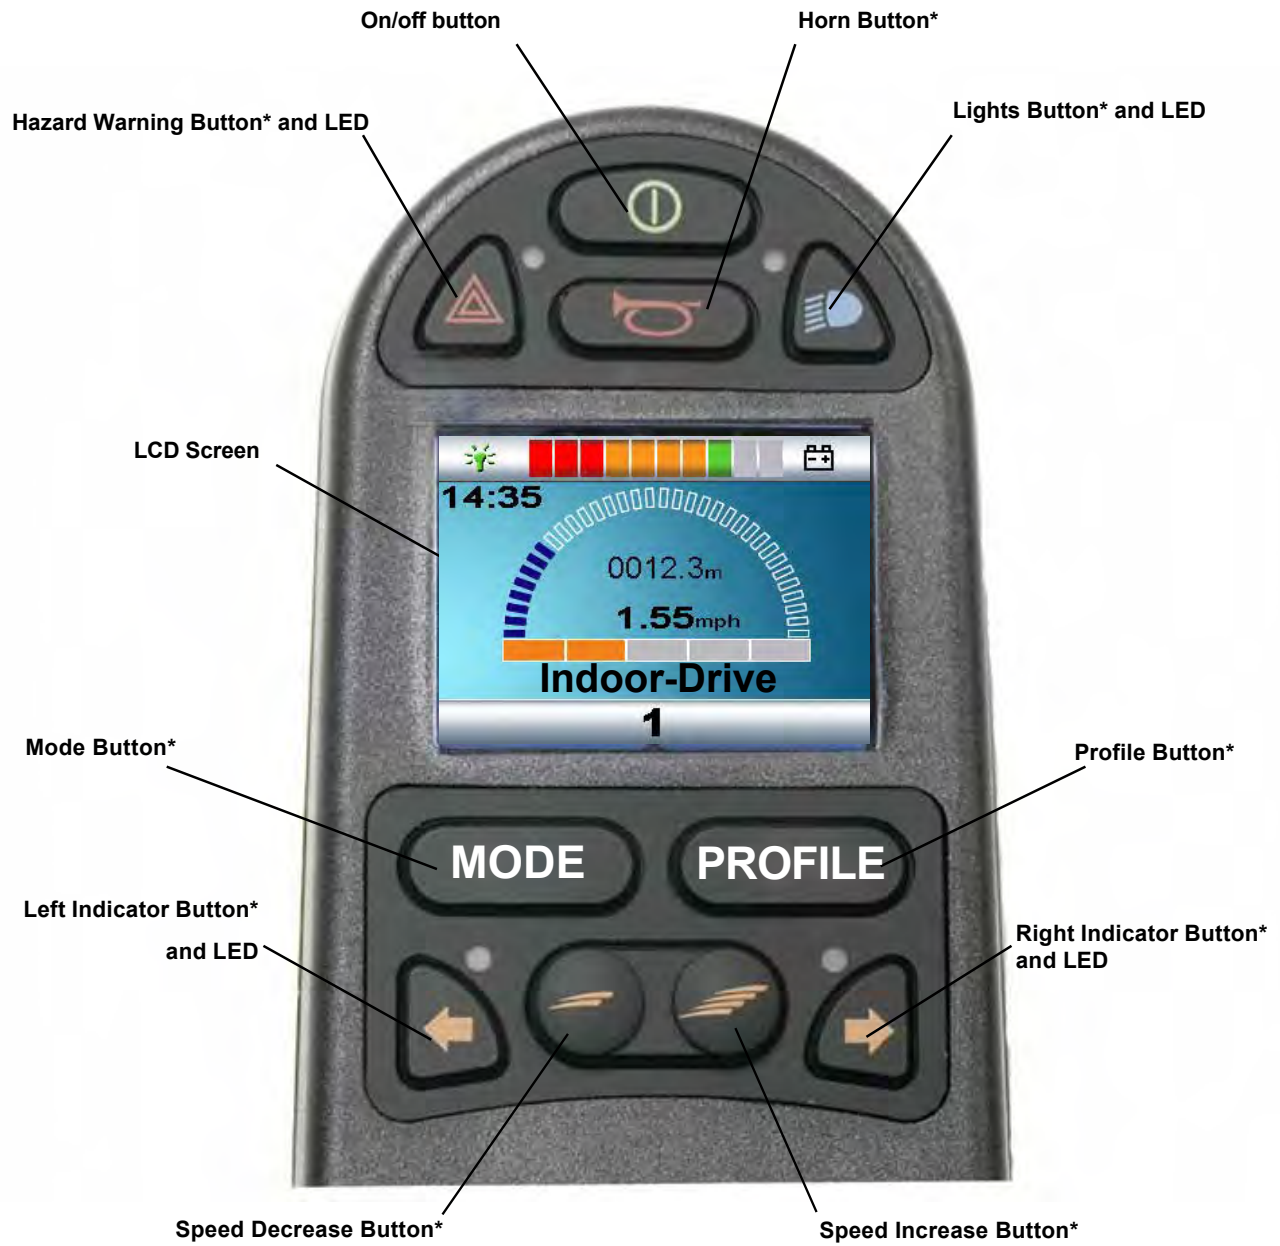 On/off button
Horn Button*
Hazard Warning Button* and LED
Lights Button* and LED
LCD Screen
14:35
0012.3m
1.55mph
Indoor-Drive
1
Mode Button*
Profile Button*
MODE
PROFILE
Left Indicator Button*
and LED
Right Indicator Button*
and LED
Speed Decrease Button*
Speed Increase Button*